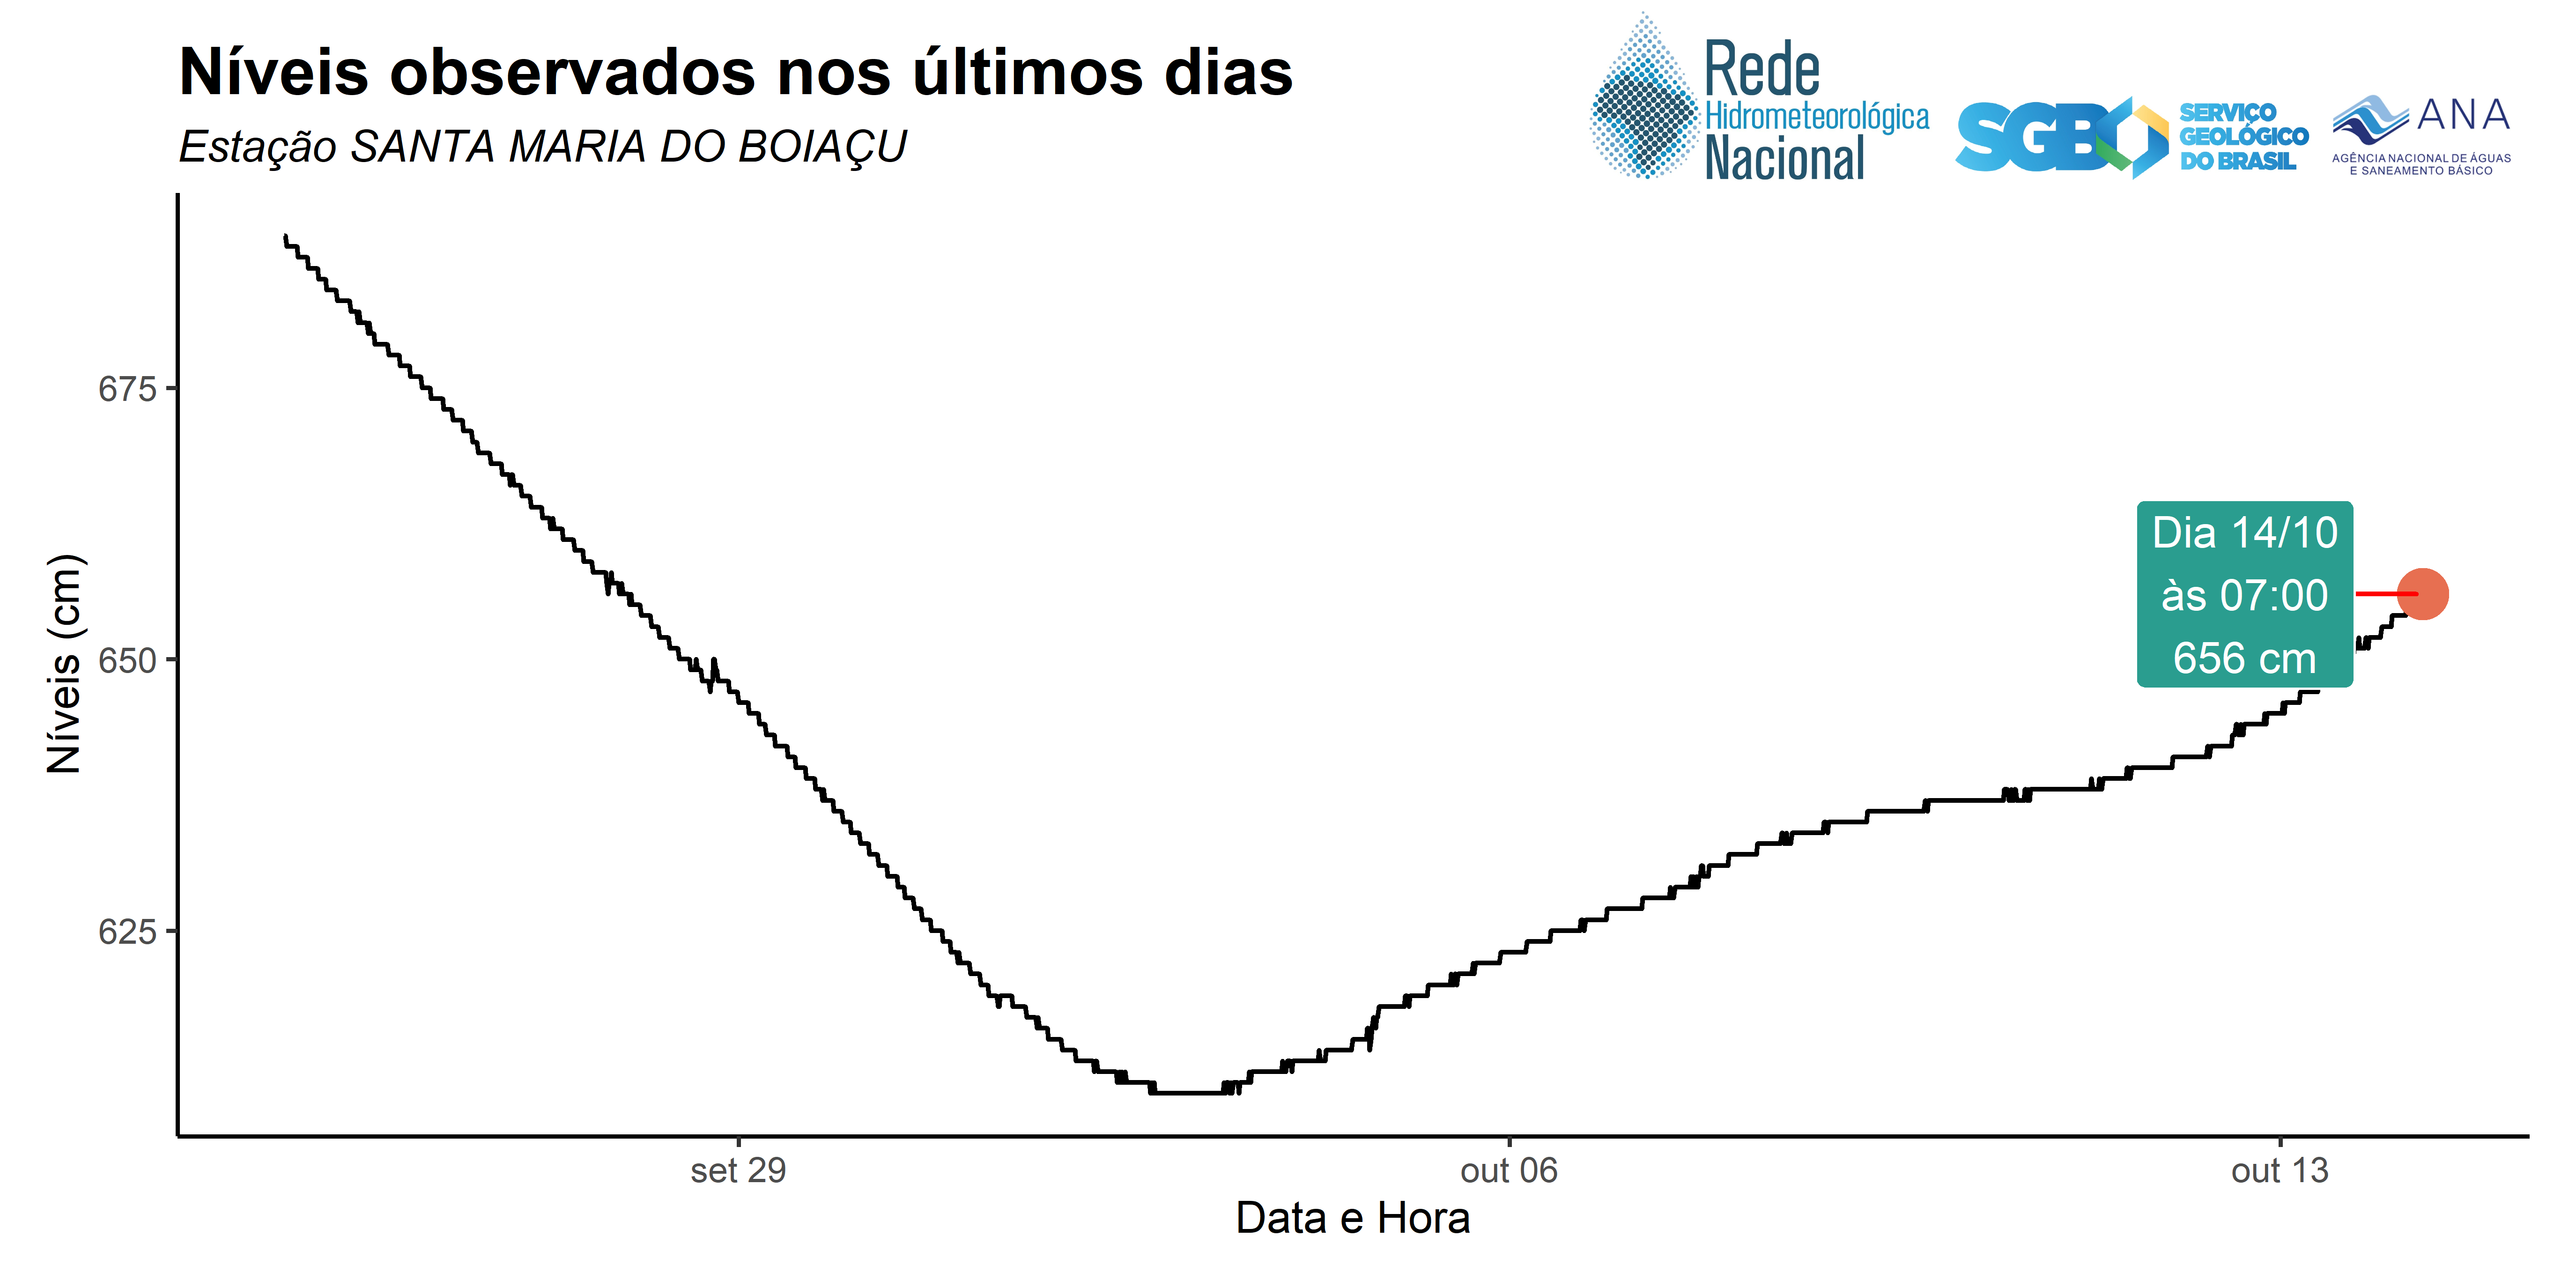 Níveis observados nos últimos dias
Estação SANTA MARIA DO BOIAÇU
Rede
Hidrometeorológica
Nacional
SGB
SERVIÇO
GEOLÓGICO
DO BRASIL
ANA
AGÊNCIA NACIONAL DE ÁGUAS
E SANEAMENTO BÁSICO
Níveis (cm)
675
650
625
Dia 14/10
às 07:00
656 cm
set 29
out 06
out 13
Data e Hora